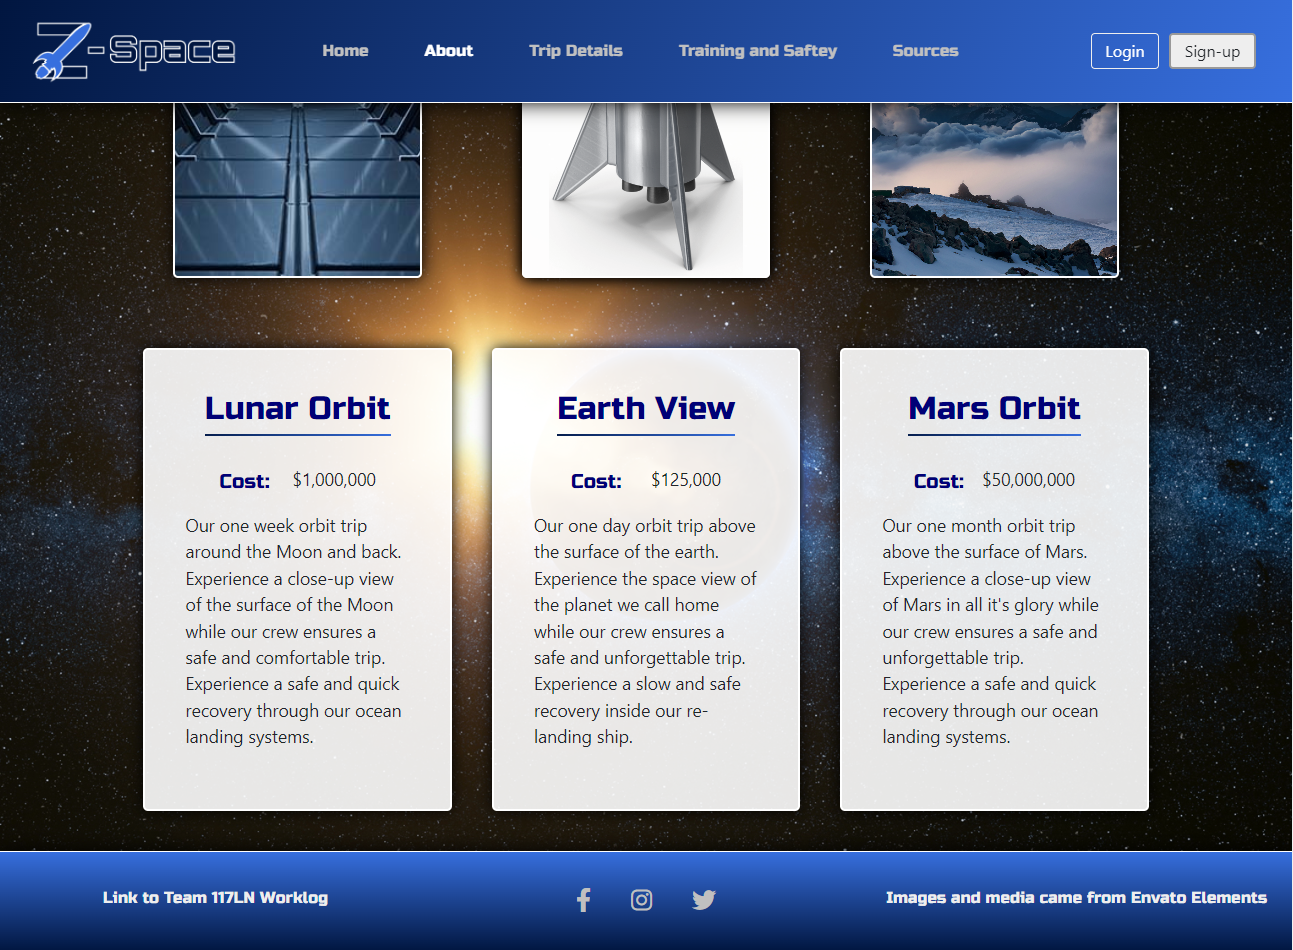 Z-Space
Home
About
Trip Details
Training and Saftey
Sources
Login
Sign-up
Lunar Orbit
Cost: $1,000,000
Our one week orbit trip
around the Moon and back.
Experience a close-up view
of the surface of the Moon
while our crew ensures a
safe and comfortable trip.
Experience a safe and quick
recovery through our ocean
landing systems.
Earth View
Cost: $125,000
Our one day orbit trip above
the surface of the earth.
Experience the space view of
the planet we call home
while our crew ensures a
safe and unforgettable trip.
Experience a slow and safe
recovery inside our re-
landing ship.
Mars Orbit
Cost: $50,000,000
Our one month orbit trip
above the surface of Mars.
Experience a close-up view
of Mars in all it's glory while
our crew ensures a safe and
unforgettable trip.
Experience a safe and quick
recovery through our ocean
landing systems.
Link to Team 117LN Worklog
Images and media came from Envato Elements